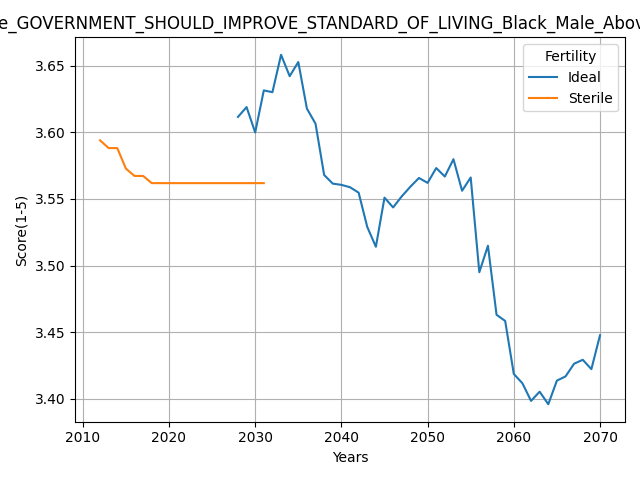 e_GOVERNMENT_SHOULD_IMPROVE_STANDARD_OF_LIVING_Black_Male_Abov
Fertility
Ideal
Sterile
Score(1-5)
3.65
3.60
3.55
3.50
3.45
3.40
2010 2020 2030 2040 2050 2060 2070
Years